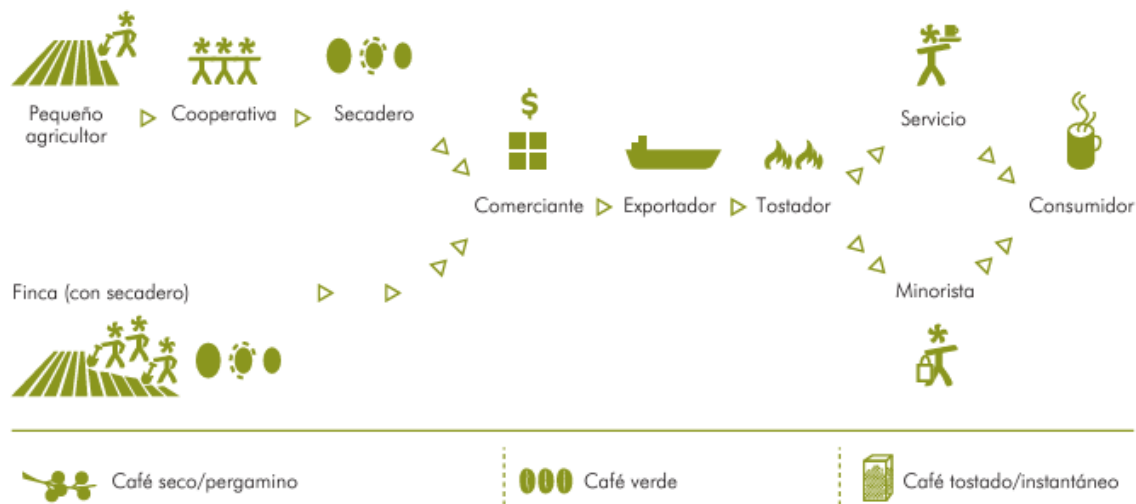 Pequeño
agricultor
Cooperativa
Secadero
$
Servicio
Comerciante
Exportador
Tostador
Consumidor
Finca (con secadero)
Minorista
Café seco/pergamino
Café verde
Café tostado/instantáneo